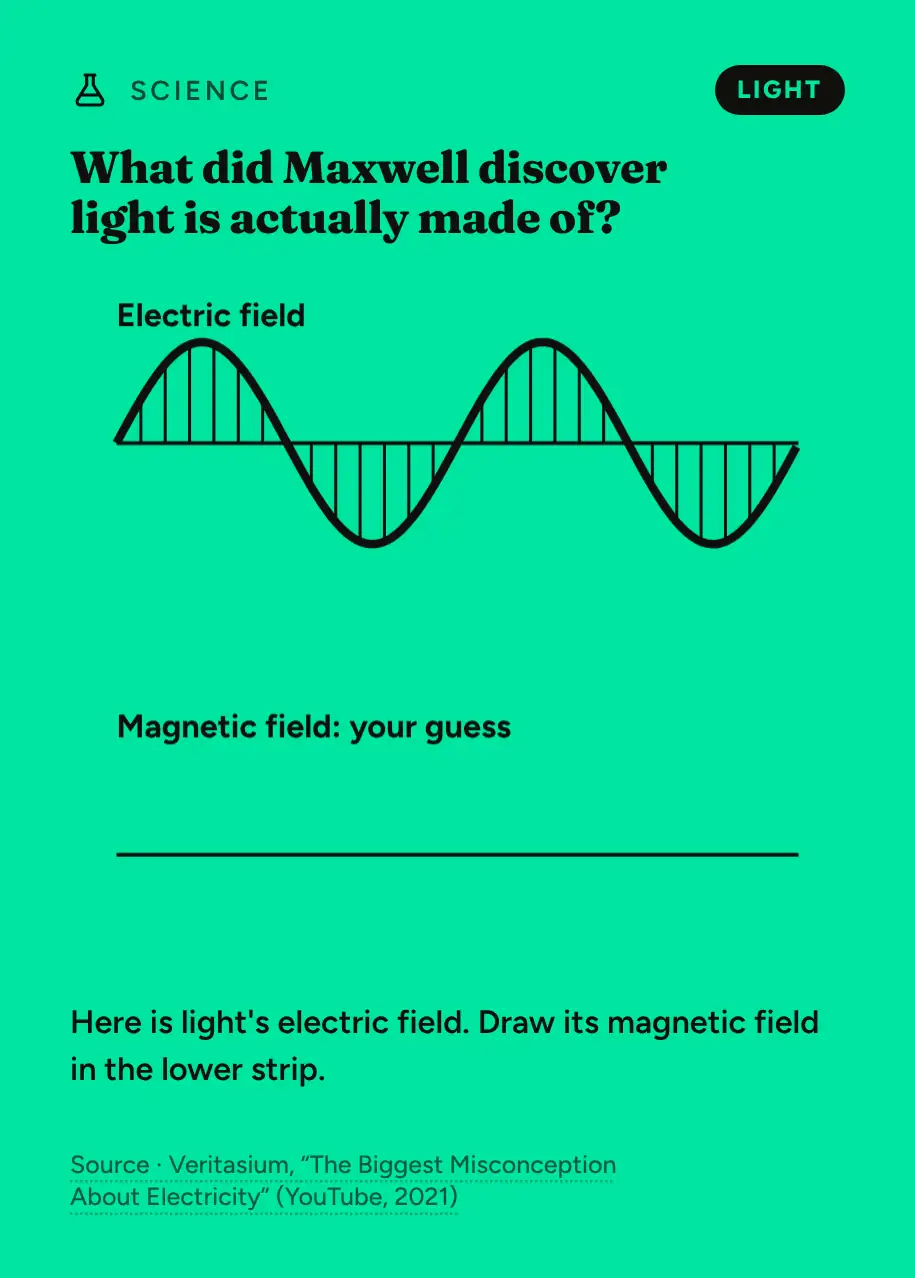 SCIENCE
LIGHT
What did Maxwell discover
light is actually made of?
Electric field
Magnetic field: your guess
Here is light's electric field. Draw its magnetic field
in the lower strip.
Source · Veritasium, “The Biggest Misconception
About Electricity” (YouTube, 2021)